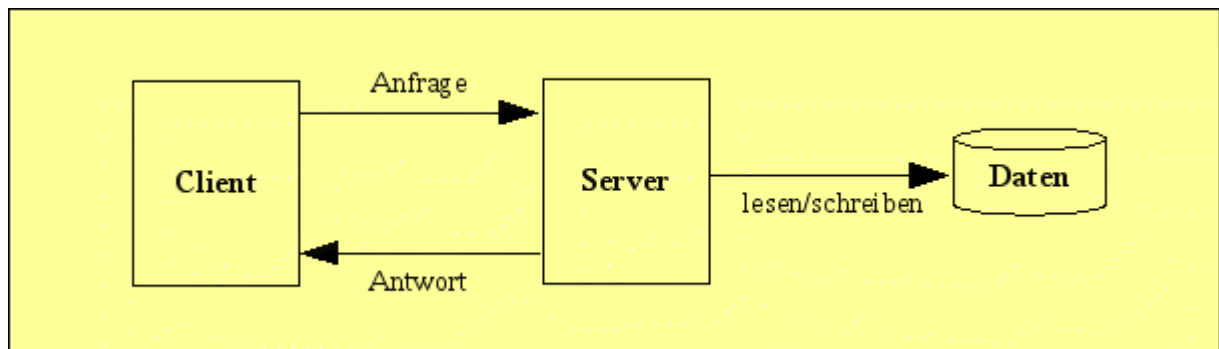 Anfrage
Client
Server
Daten
lesen/schreiben
Antwort